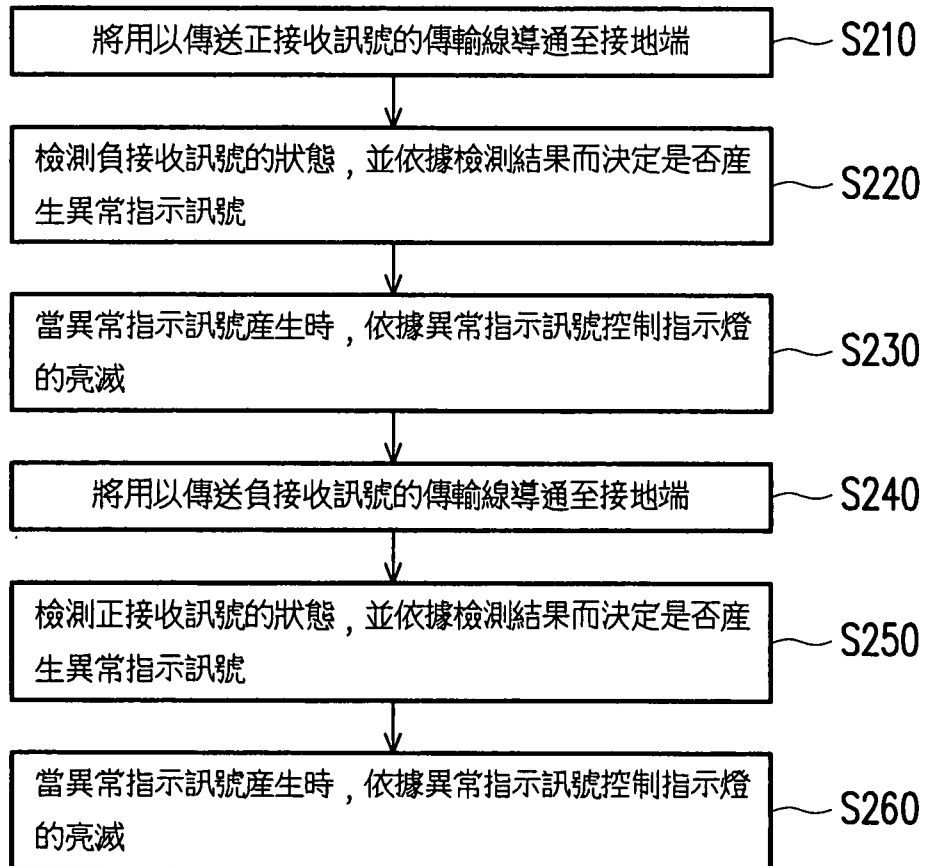 將用以傳送正接收訊號的傳輸線導通至接地端
S210
檢測負接收訊號的狀態,並依據檢測結果而決定是否產
生異常指示訊號
S220
當異常指示訊號產生時,依據異常指示訊號控制指示燈
的亮滅
S230
將用以傳送負接收訊號的傳輸線導通至接地端
S240
檢測正接收訊號的狀態,並依據檢測結果而決定是否產
生異常指示訊號
S250
當異常指示訊號產生時,依據異常指示訊號控制指示燈
的亮滅
S260